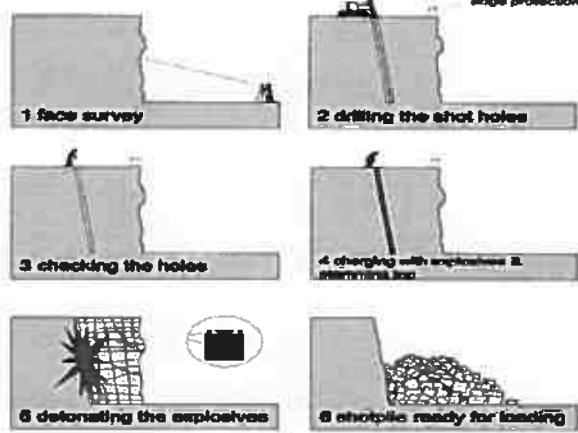 edge protection
1 face survey
2 drilling the shot holes
3 checking the holes
4 charging with explosives &
stemming top
5 detonating the explosives
6 shotpile ready for loading